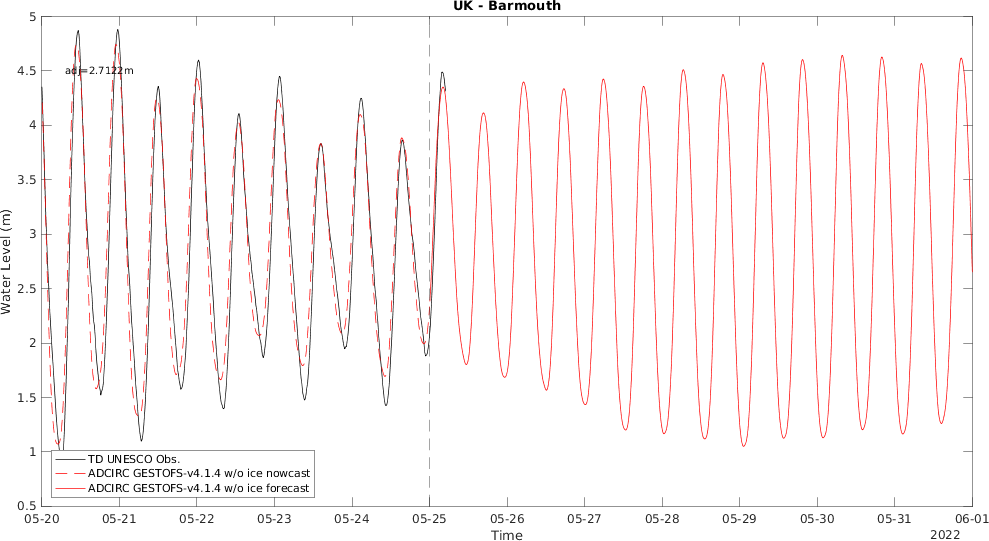 UK - Barmouth
5
adj=2.7122m
4.5
4
3.5
3
2.5
2
1.5
1
0.5
Water Level (m)
TD UNESCO Obs.
ADCIRC GESTOFS-v4.1.4 w/o ice nowcast
ADCIRC GESTOFS-v4.1.4 w/o ice forecast
05-20 05-21 05-22 05-23 05-24 05-25 05-26 05-27 05-28 05-29 05-30 05-31 06-01
Time
2022